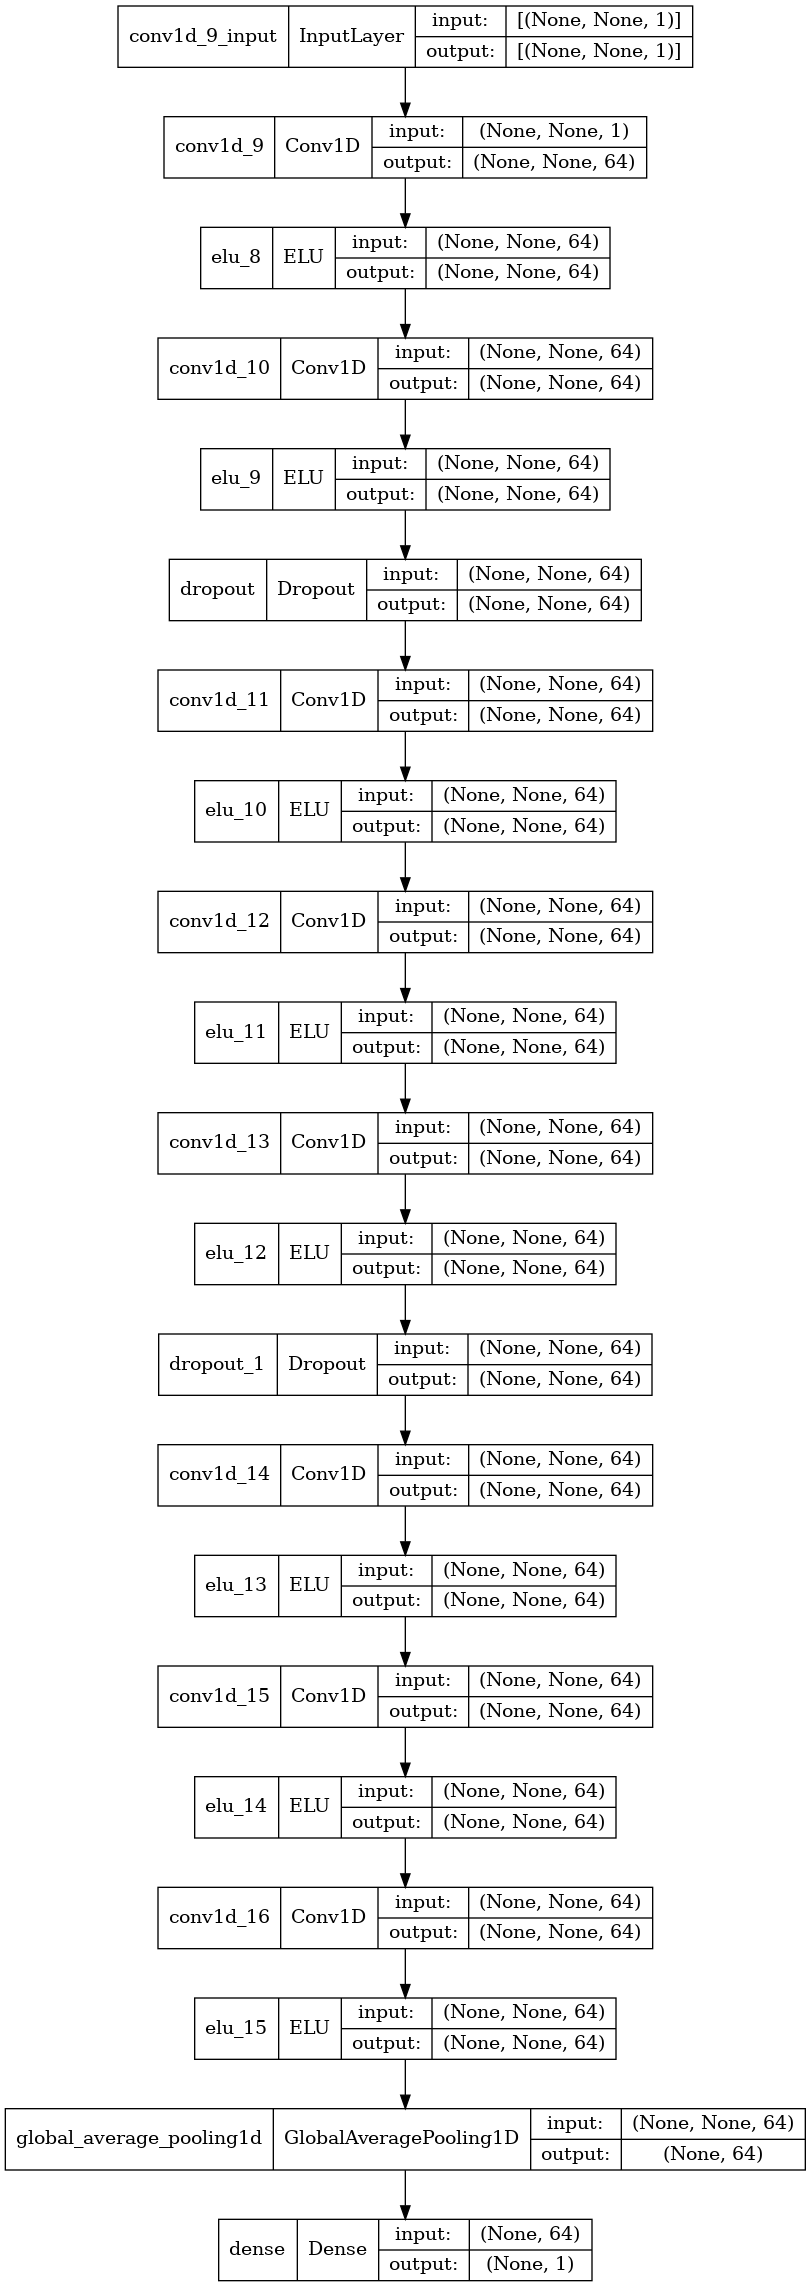 conv1d_9_input InputLayer input: [(None, None, 1)]
output: [(None, None, 1)]
conv1d_9 Conv1D input: (None, None, 1)
output: (None, None, 64)
elu_8 ELU input: (None, None, 64)
output: (None, None, 64)
conv1d_10 Conv1D input: (None, None, 64)
output: (None, None, 64)
elu_9 ELU input: (None, None, 64)
output: (None, None, 64)
dropout Dropout input: (None, None, 64)
output: (None, None, 64)
conv1d_11 Conv1D input: (None, None, 64)
output: (None, None, 64)
elu_10 ELU input: (None, None, 64)
output: (None, None, 64)
conv1d_12 Conv1D input: (None, None, 64)
output: (None, None, 64)
elu_11 ELU input: (None, None, 64)
output: (None, None, 64)
conv1d_13 Conv1D input: (None, None, 64)
output: (None, None, 64)
elu_12 ELU input: (None, None, 64)
output: (None, None, 64)
dropout_1 Dropout input: (None, None, 64)
output: (None, None, 64)
conv1d_14 Conv1D input: (None, None, 64)
output: (None, None, 64)
elu_13 ELU input: (None, None, 64)
output: (None, None, 64)
conv1d_15 Conv1D input: (None, None, 64)
output: (None, None, 64)
elu_14 ELU input: (None, None, 64)
output: (None, None, 64)
conv1d_16 Conv1D input: (None, None, 64)
output: (None, None, 64)
elu_15 ELU input: (None, None, 64)
output: (None, None, 64)
global_average_pooling1d GlobalAveragePooling1D input: (None, None, 64)
output: (None, 64)
dense Dense input: (None, 64)
output: (None, 1)